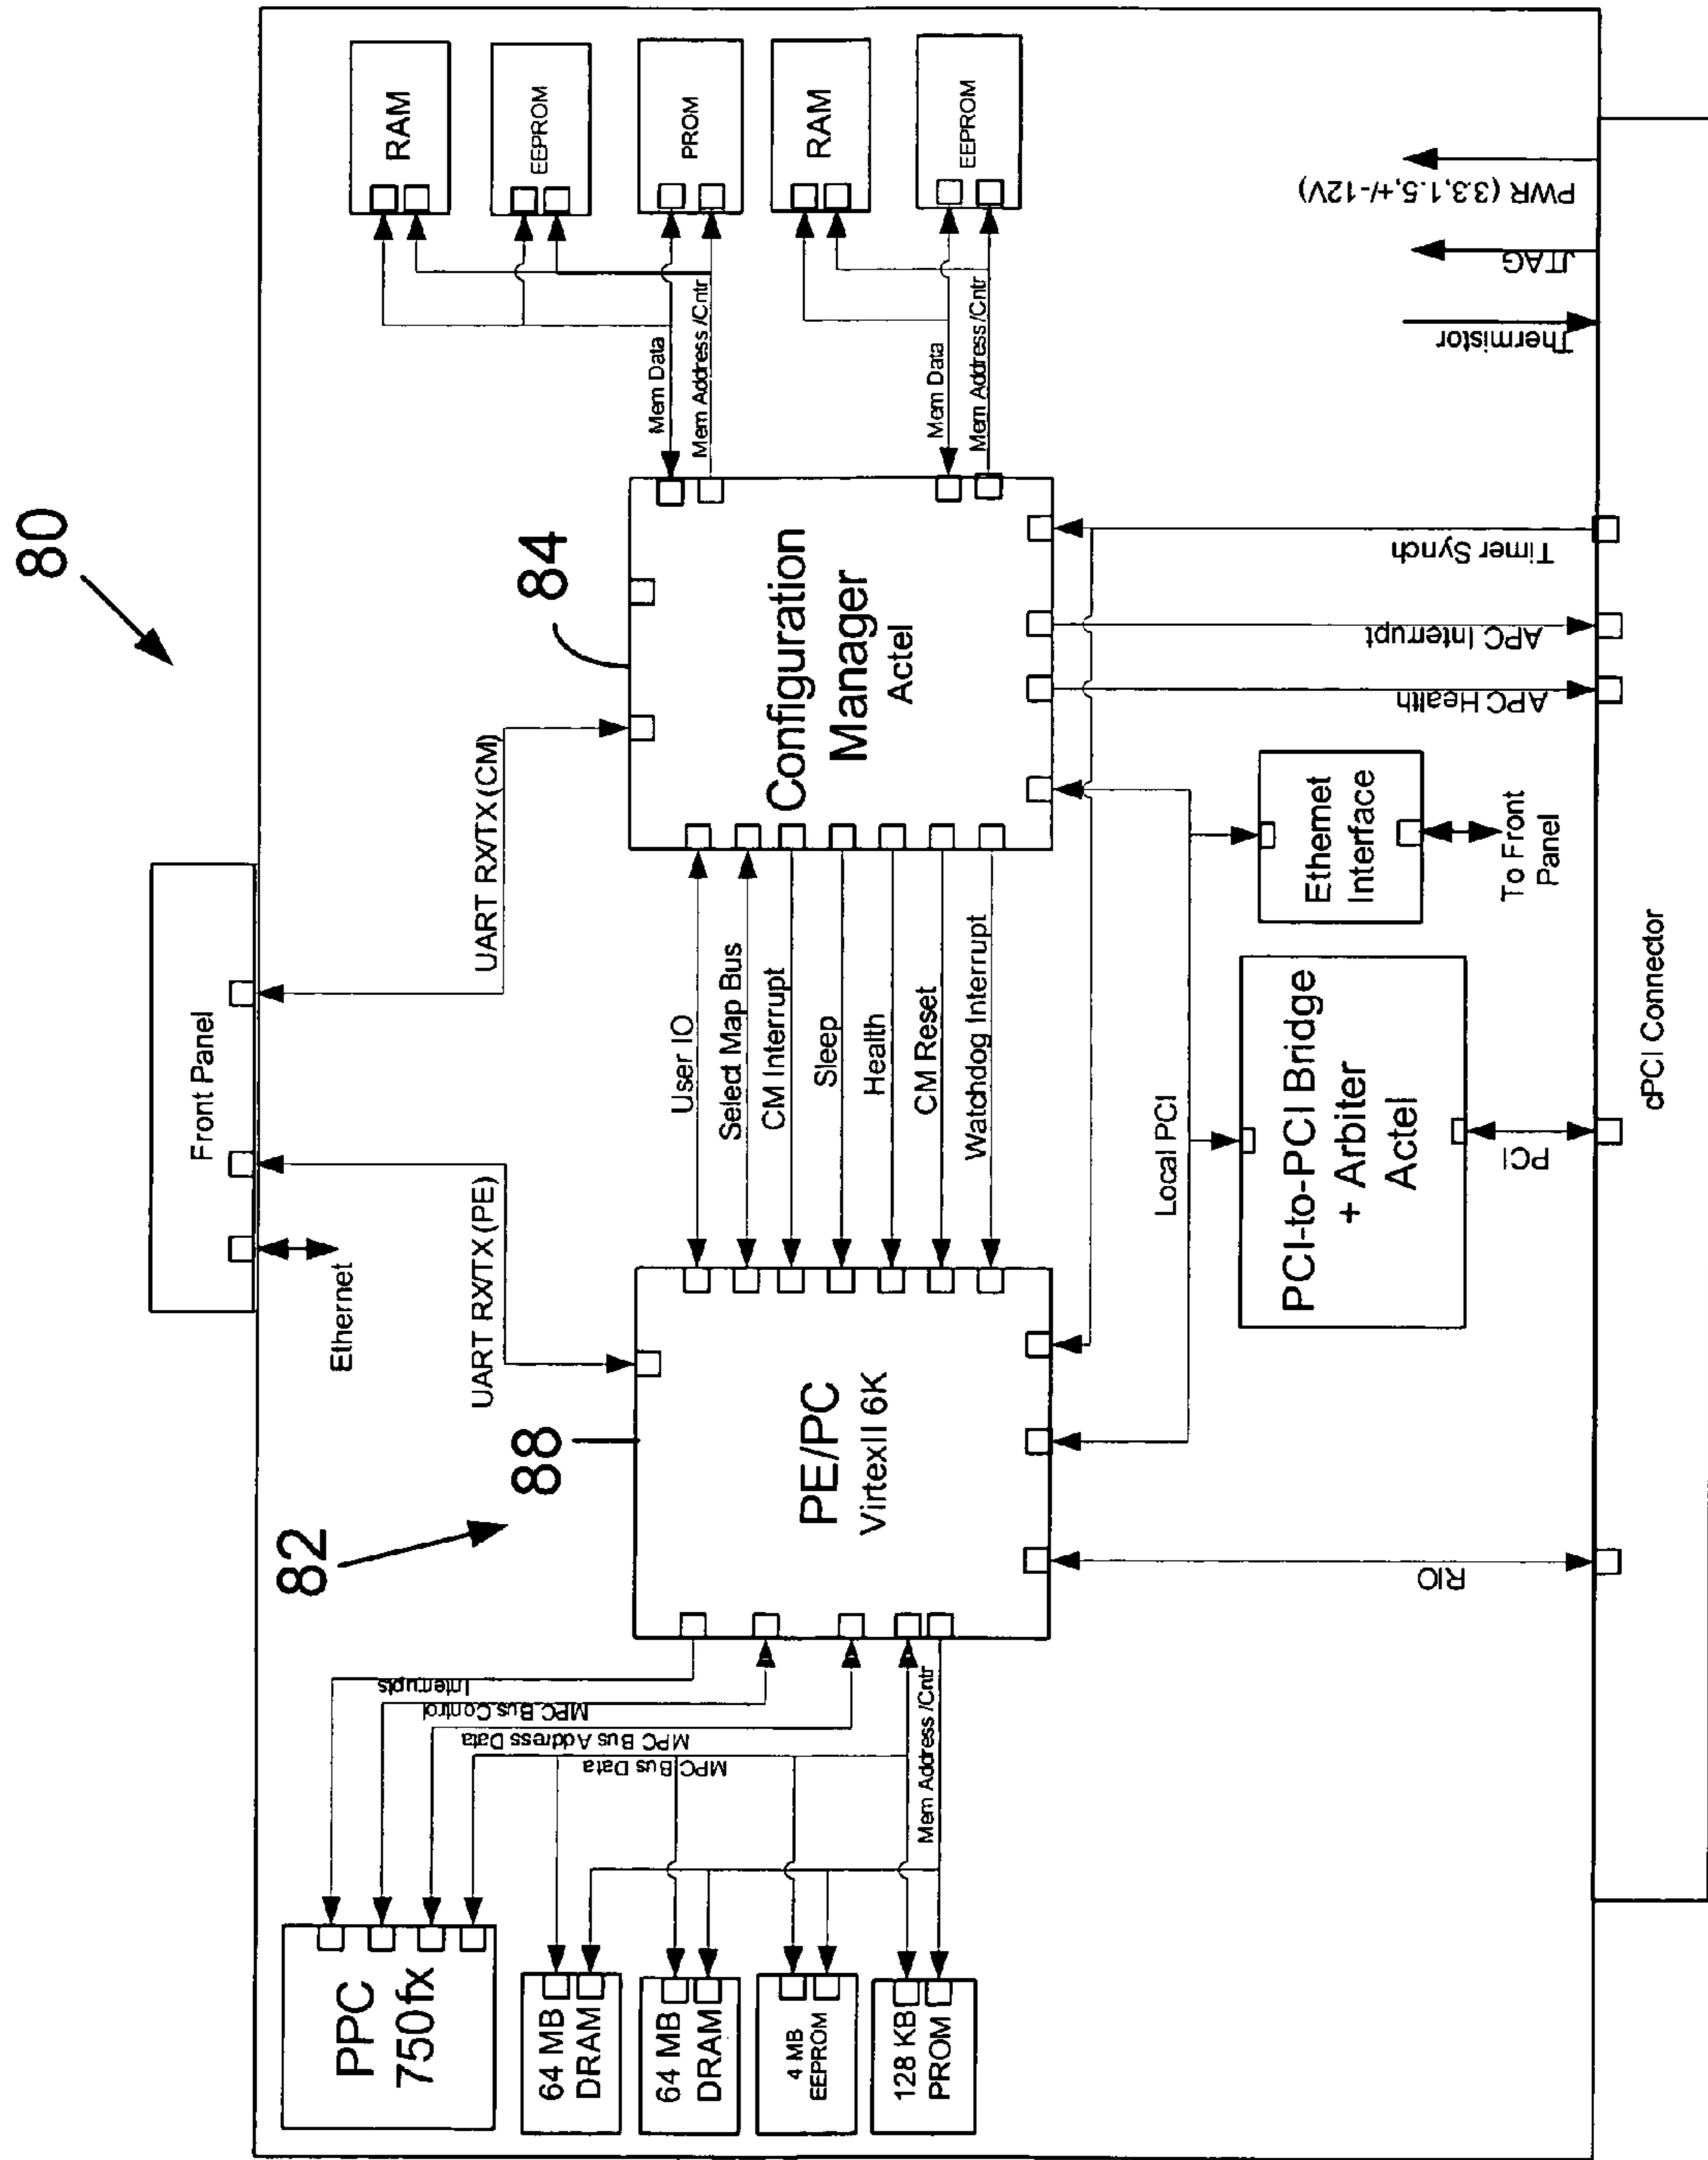 80
Front Panel
Ethernet
UART RX/TX (PE)
UART RX/TX (CM)
82
88
84
PPC
750fx
64 MB
DRAM
64 MB
DRAM
4 MB
EEPROM
128 KB
PROM
Interrupts
MPC Bus Control
MPC Bus Address Data
MPC Bus Data
Mem Address /Cntr
PE/PC
VirtexII 6K
User IO
Select Map Bus
CM Interrupt
Sleep
Health
CM Reset
Watchdog Interrupt
Configuration
Manager
Actel
Mem Data
Mem Address /Cntr
Mem Data
Mem Address/Cntr
RAM
EEPROM
PROM
RAM
EEPROM
Local PCI
PCI-to-PCI Bridge
+ Arbiter
Actel
Ethernet
Interface
To Front
Panel
RIO
PCI
APC Health
APC Interrupt
Timer Synch
Thermistor
JTAG
PWR (3.3,1.5,+/-12V)
cPCI Connector